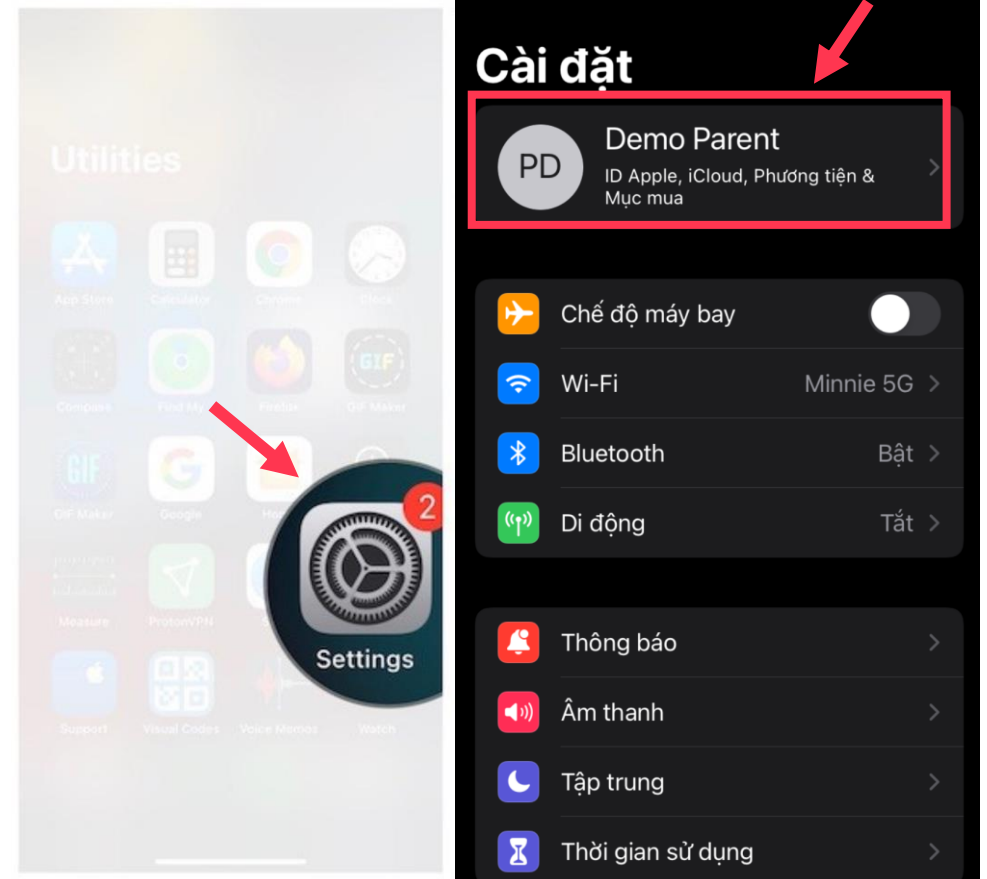 Utilities
App Store
Calculator
Chrome
Clock
Compass
Find My
Firefox
GIF
GIF Maker
GIF
GIF Maker
Google
2
Measure
ProtonVPN
Settings
Support
Visual Codes
Voice Memos
Watch
Cài đặt
PD
Demo Parent
ID Apple, iCloud, Phương tiện &
Mục mua
Chế độ máy bay
Wi-Fi
Minnie 5G
Bluetooth
Bật
Di động
Tắt
Thông báo
Âm thanh
Tập trung
Thời gian sử dụng